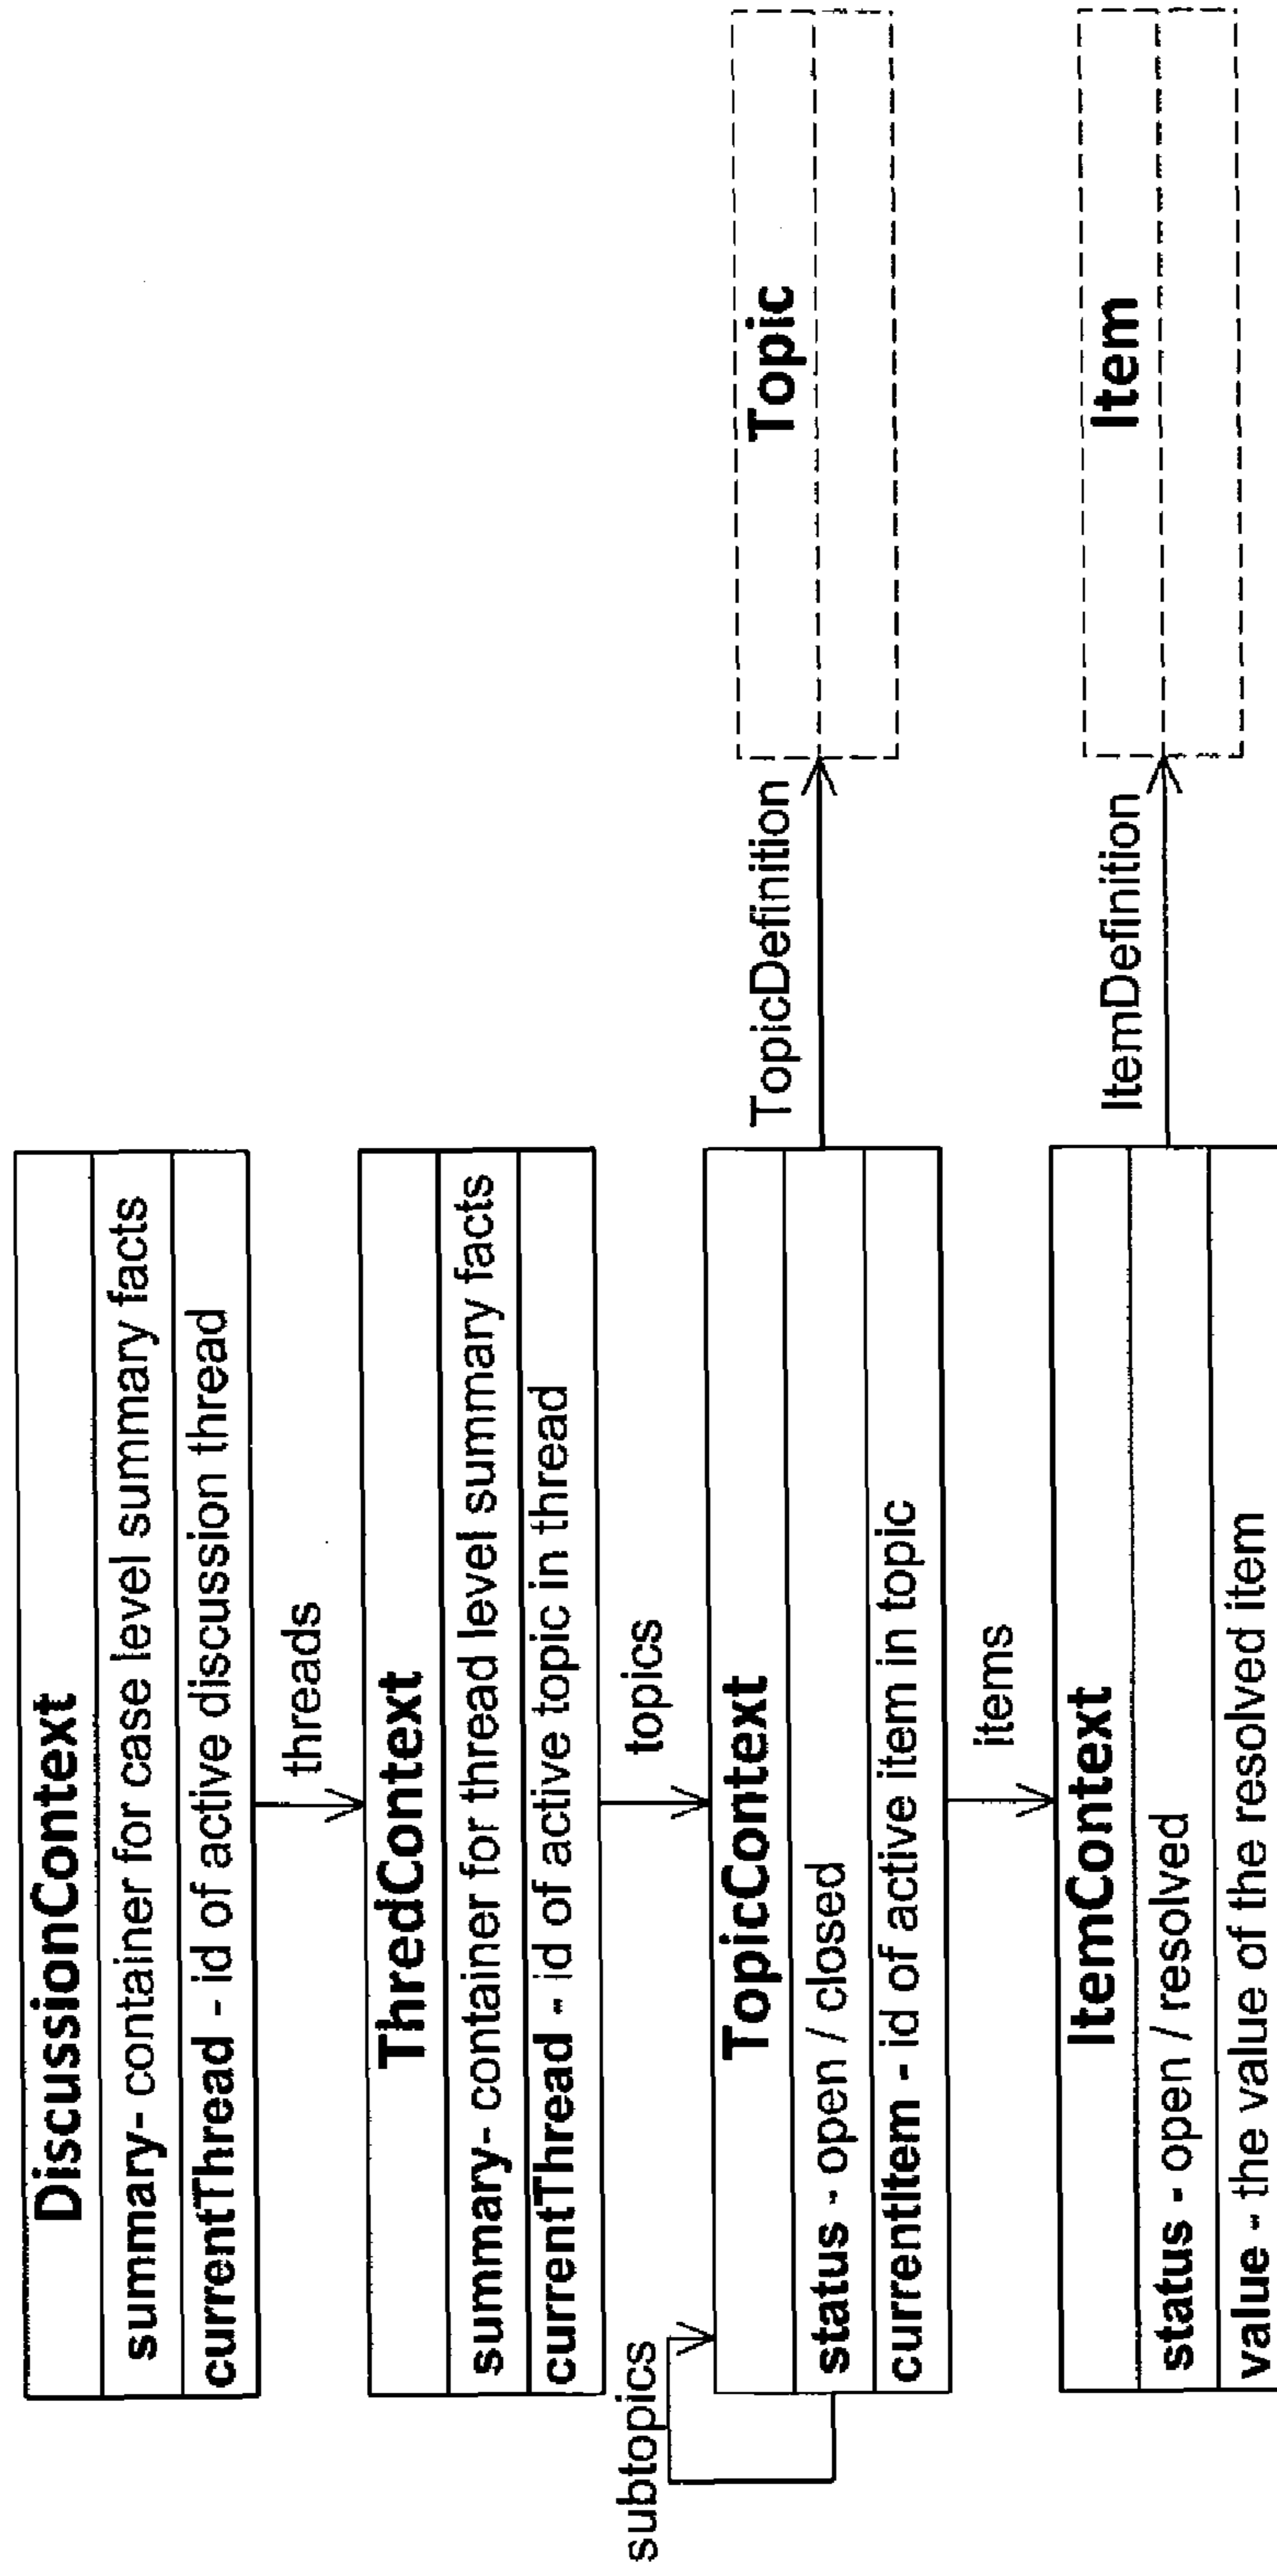 DiscussionContext
summary- container for case level summary facts
currentThread - id of active discussion thread
threads
ThredContext
summary- container for thread level summary facts
currentThread - id of active topic in thread
subtopics
topics
TopicContext
status - open / closed
currentItem - id of active item in topic
TopicDefinition
Topic
items
ItemContext
status - open / resolved
value - the value of the resolved item
ItemDefinition
Item